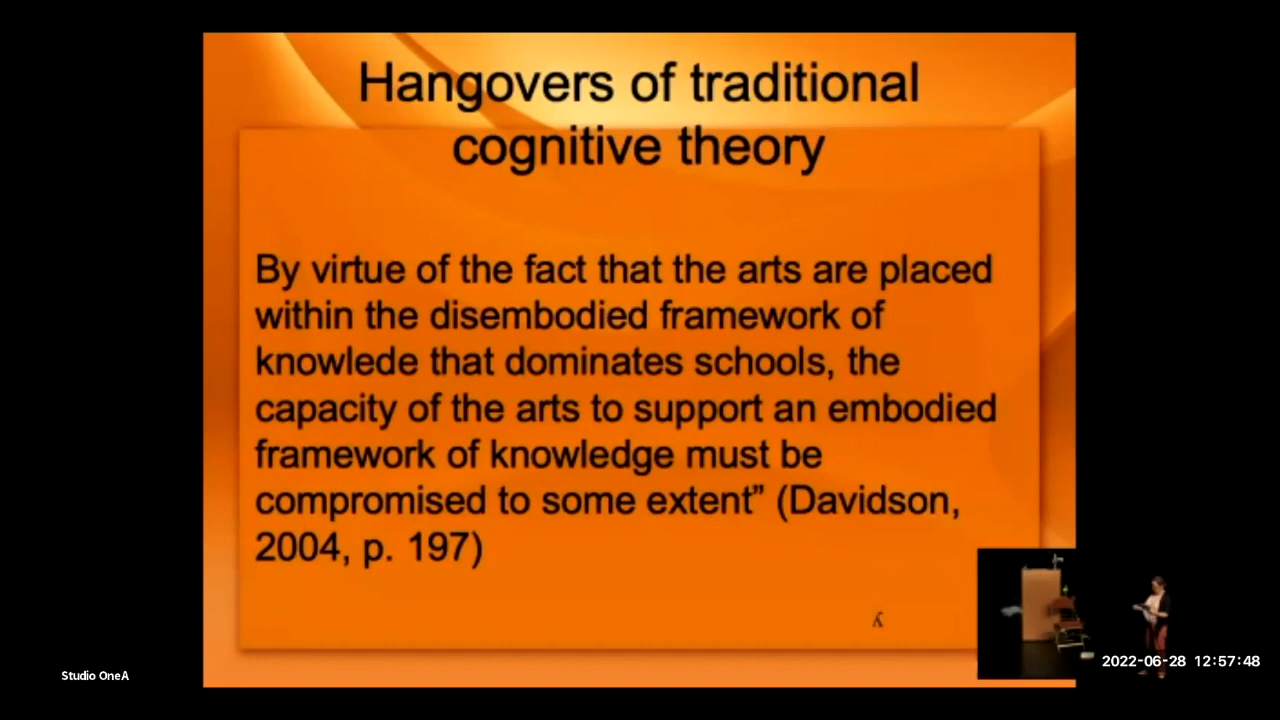 Hangovers of traditional
cognitive theory
By virtue of the fact that the arts are placed
within the disembodied framework of
knowlede that dominates schools, the
capacity of the arts to support an embodied
framework of knowledge must be
compromised to some extent” (Davidson,
2004, p. 197)
Studio OneA
2022-06-28 12:57:48